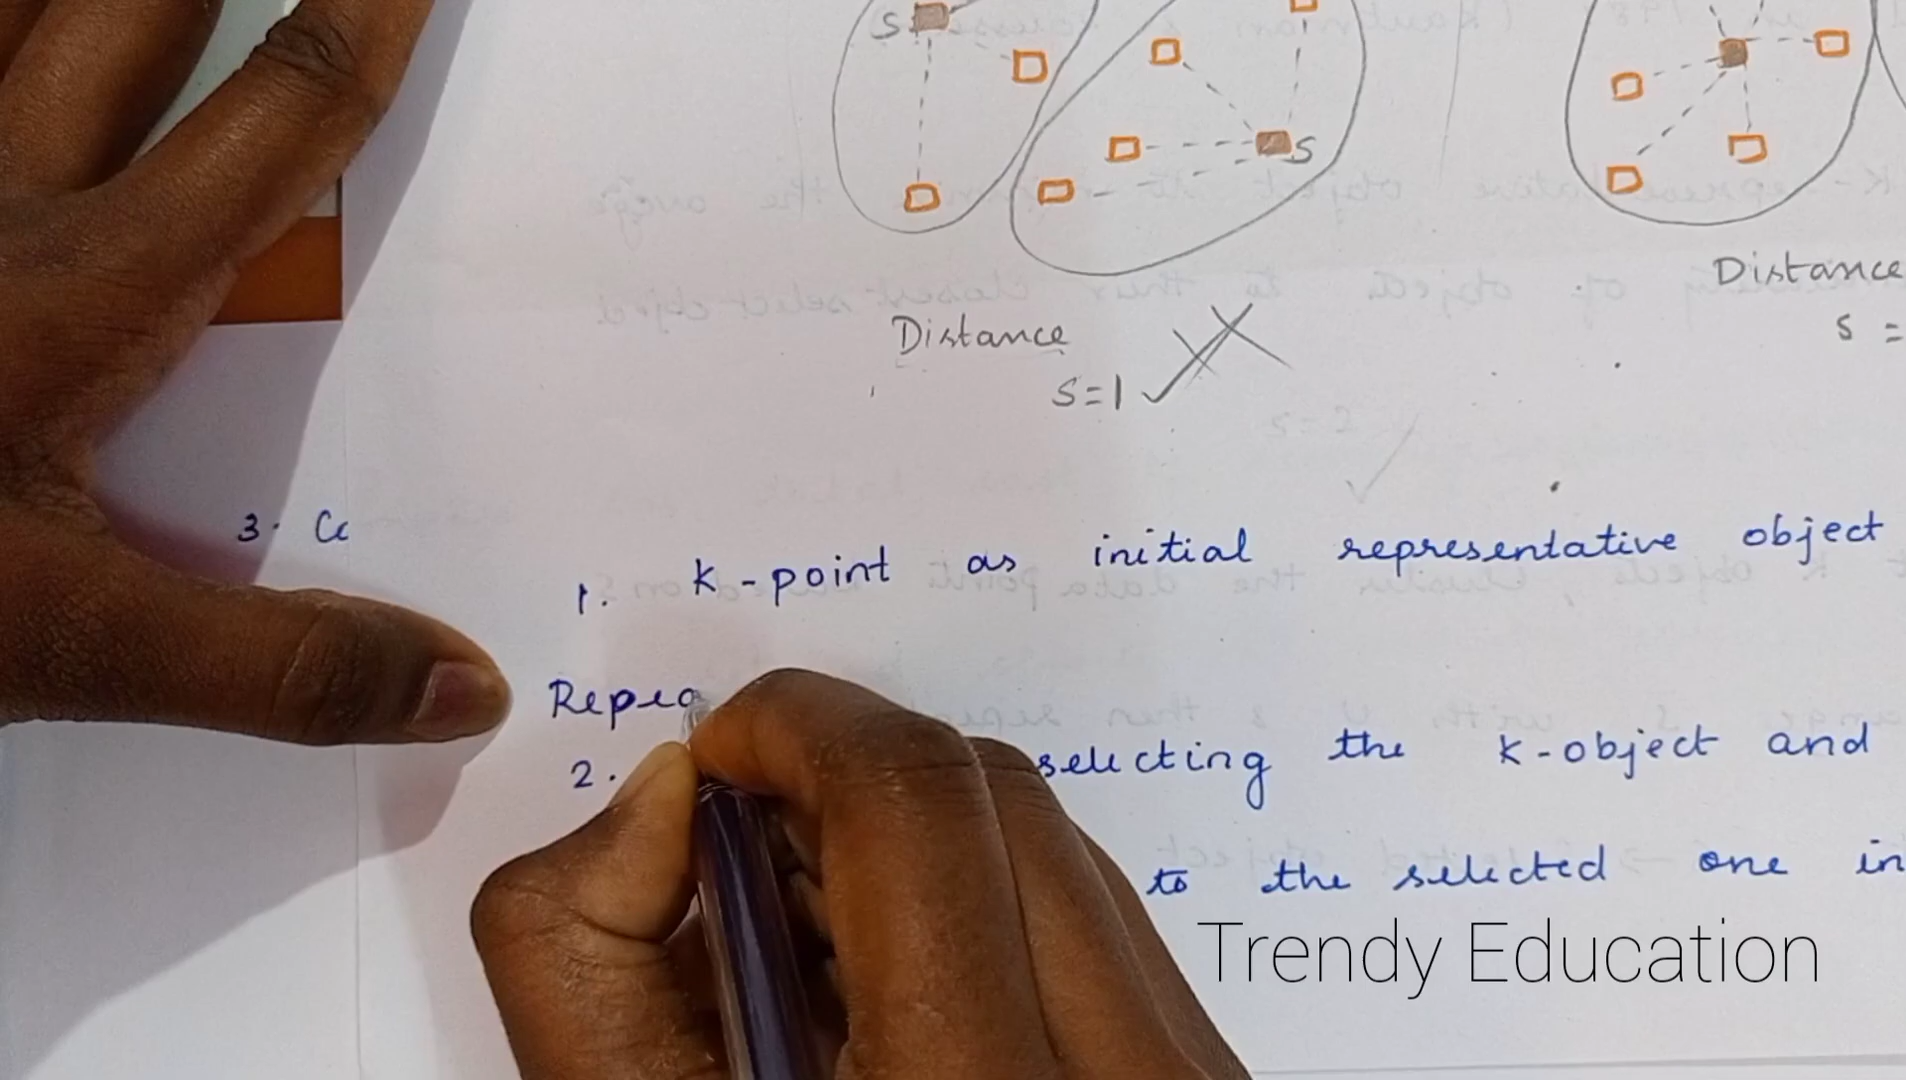 S
S
Distance
S=1
Distance
S =
3. Cc
1. K-point as initial representative object
Repea
2. selecting the K-object and
to the selected one in
Trendy Education